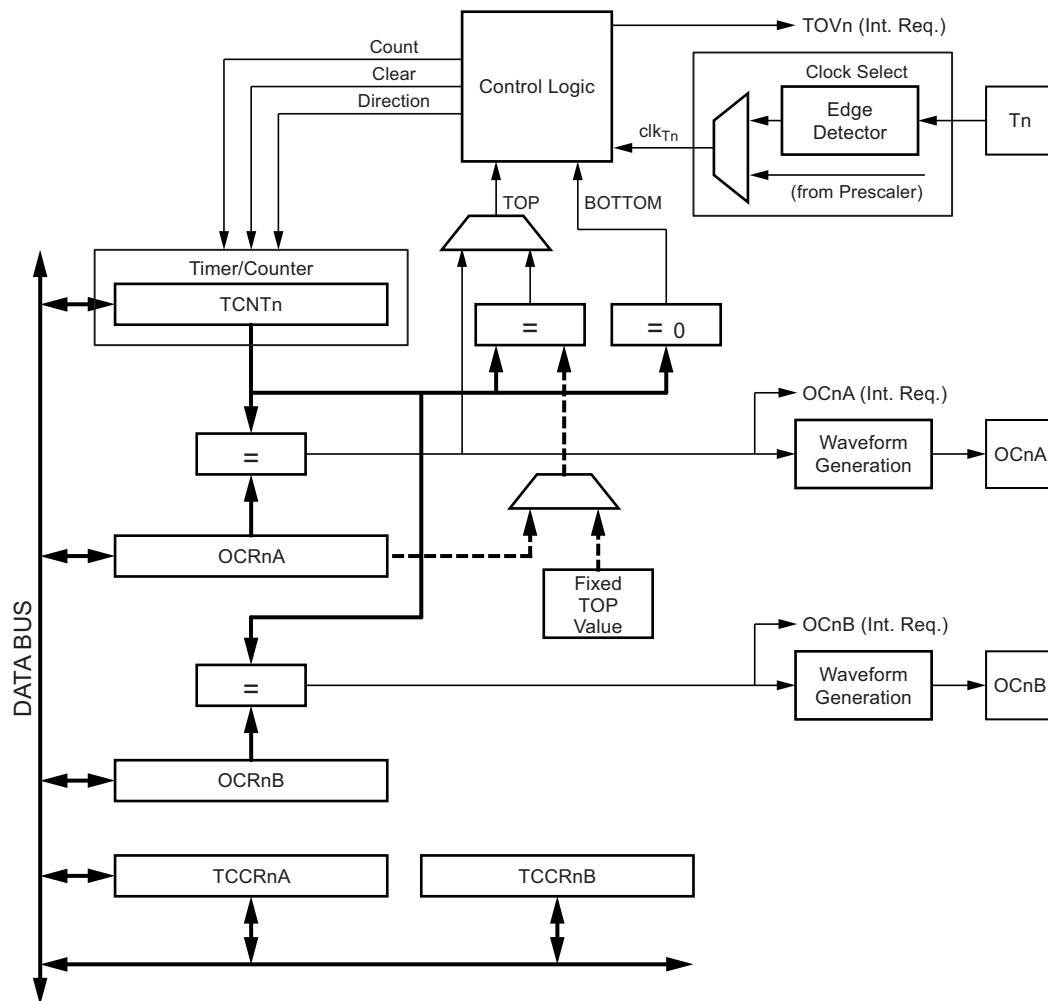 TOVn (Int. Req.)
Count
Clear
Direction
Control Logic
Clock Select
Edge
Detector
Tn
clkTn
(from Prescaler)
TOP
BOTTOM
Timer/Counter
TCNTn
=
= 0
OCnA (Int. Req.)
=
Waveform
Generation
OCnA
OCRnA
Fixed
TOP
Value
DATA BUS
OCnB (Int. Req.)
=
Waveform
Generation
OCnB
OCRnB
TCCRnA
TCCRnB